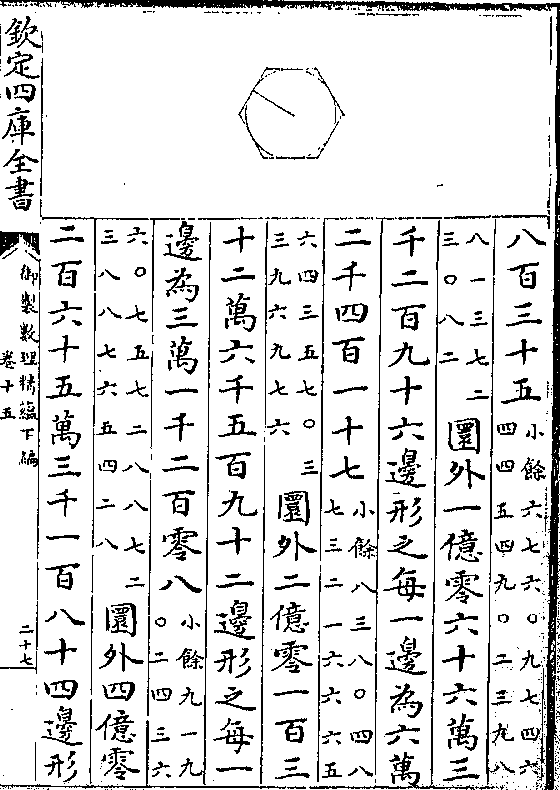 八百三十五小餘六七六〇九七四六
四四五四九〇二三九八
八一三七二
三〇八二
圜外一億零六十六萬三
千二百九十六邊形之每一邊為六萬
二千四百一十七小餘八三八〇四八
七三二一六六六五
六四三五七〇三
三九六九七六
圜外二億零一百三
十二萬六千五百九十二邊形之每一
邊為三萬一千二百零八小餘九一九
〇二四三六
六〇七五七二八八七二
三八八七六五四二八
圜外四億零
二百六十五萬三千一百八十四邊形
欽定四庫全書
御製數理精蘊下編
卷十五
二十七